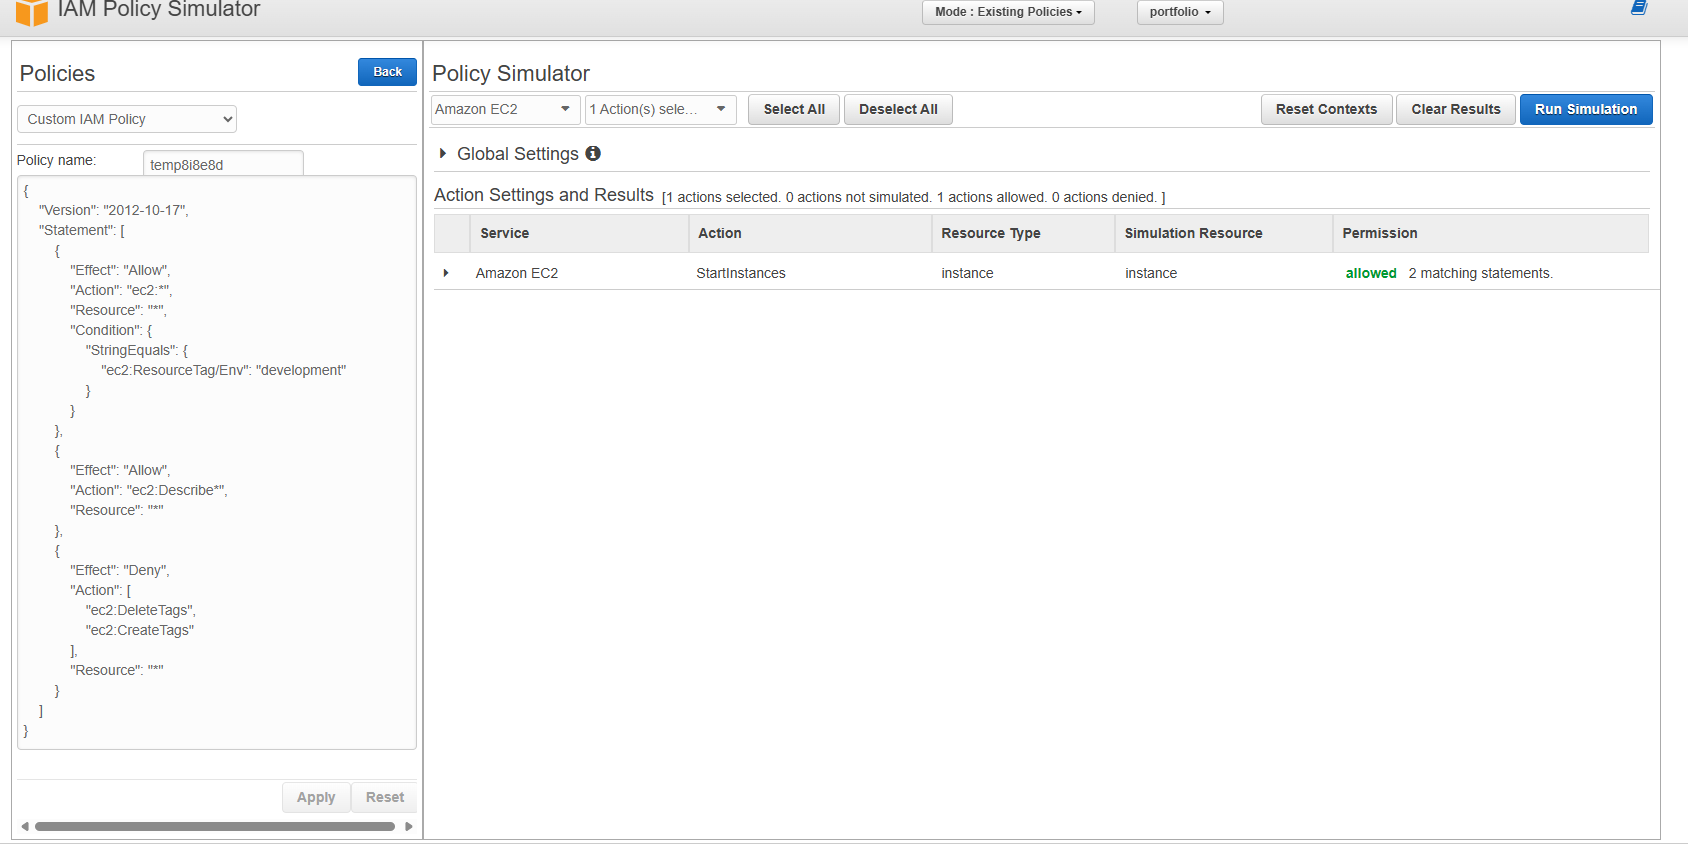 IAM Policy Simulator
Mode : Existing Policies
portfolio
Policies
Back
Custom IAM Policy
Policy name:
temp8i8e8d
{
"Version": "2012-10-17",
"Statement": [
{
"Effect": "Allow",
"Action": "ec2:*",
"Resource": "*",
"Condition": {
"StringEquals": {
"ec2:ResourceTag/Env": "development"
}
}
},
{
"Effect": "Allow",
"Action": "ec2:Describe*",
"Resource": "*"
},
{
"Effect": "Deny",
"Action": [
"ec2:DeleteTags",
"ec2:CreateTags"
],
"Resource": "*"
}
]
}
Apply
Reset
Policy Simulator
Amazon EC2
1 Action(s) sele...
Select All
Deselect All
Reset Contexts
Clear Results
Run Simulation
Global Settings
Action Settings and Results [1 actions selected. 0 actions not simulated. 1 actions allowed. 0 actions denied. ]
Service Action Resource Type Simulation Resource Permission
Amazon EC2 StartInstances instance instance allowed 2 matching statements.